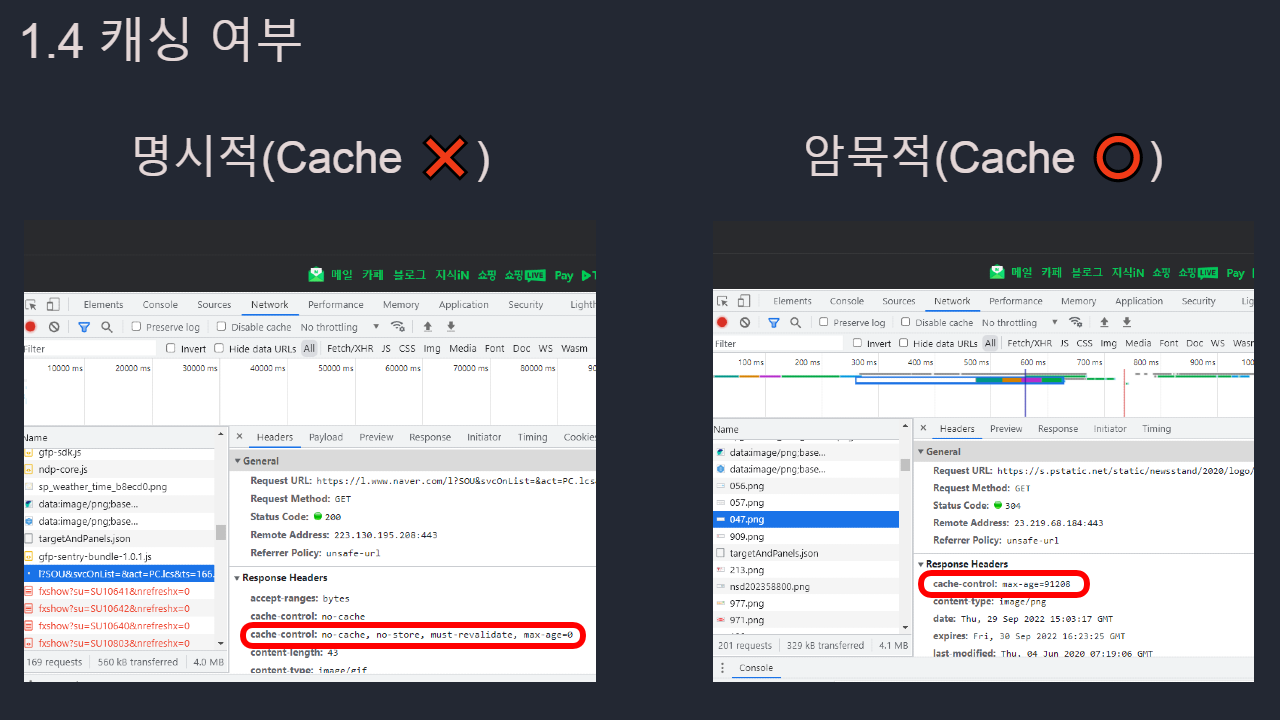 1.4 캐싱 여부
명시적(Cache ❌)
암묵적(Cache ⭕)
메일 카페 블로그 지식iN 쇼핑 쇼핑LIVE Pay
Elements Console Sources Network Performance Memory Application Security Lighth
Preserve log Disable cache No throttling
Filter Invert Hide data URLs All Fetch/XHR JS CSS Img Media Font Doc WS Wasm
10000 ms 20000 ms 30000 ms 40000 ms 50000 ms 60000 ms 70000 ms 80000 ms 90
Name
gfp-sdk.js
ndp-core.js
sp_weather_time_b8ecd0.png
data:image/png;base...
data:image/png;base...
targetAndPanels.json
gfp-sentry-bundle-1.0.1.js
l?SOU&svcOnList=&act=PC.lcs&ts=166
fxshow?su=SU10641&nrefreshx=0
fxshow?su=SU10642&nrefreshx=0
fxshow?su=SU10640&nrefreshx=0
fxshow?su=SU10803&nrefreshx=0
169 requests 560 kB transferred 4.0 MB
× Headers Payload Preview Response Initiator Timing Cookies
General
Request URL: https://l.www.naver.com/l?SOU&svcOnList=&act=PC.lcs&
Request Method: GET
Status Code: 200
Remote Address: 223.130.195.208:443
Referrer Policy: unsafe-url
Response Headers
accept-ranges: bytes
cache-control: no-cache
cache-control: no-cache, no-store, must-revalidate, max-age=0
content-length: 43
content-type: image/gif
메일 카페 블로그 지식iN 쇼핑 쇼핑LIVE Pay
Elements Console Sources Network Performance Memory Application Security Lig
Preserve log Disable cache No throttling
Filter Invert Hide data URLs All Fetch/XHR JS CSS Img Media Font Doc WS Wasm
100 ms 200 ms 300 ms 400 ms 500 ms 600 ms 700 ms 800 ms 900 ms 100
Name
data:image/png;base...
data:image/png;base...
056.png
057.png
047.png
909.png
targetAndPanels.json
213.png
nsd202358800.png
977.png
971.png
201 requests 329 kB transferred 4.1 MB
Console
× Headers Preview Response Initiator Timing
General
Request URL: https://s.pstatic.net/static/newsstand/2020/logo/
Request Method: GET
Status Code: 304
Remote Address: 23.219.68.184:443
Referrer Policy: unsafe-url
Response Headers
cache-control: max-age=91208
content-type: image/png
date: Thu, 29 Sep 2022 15:03:17 GMT
expires: Fri, 30 Sep 2022 16:23:25 GMT
last-modified: Thu, 04 Jun 2020 07:19:06 GMT